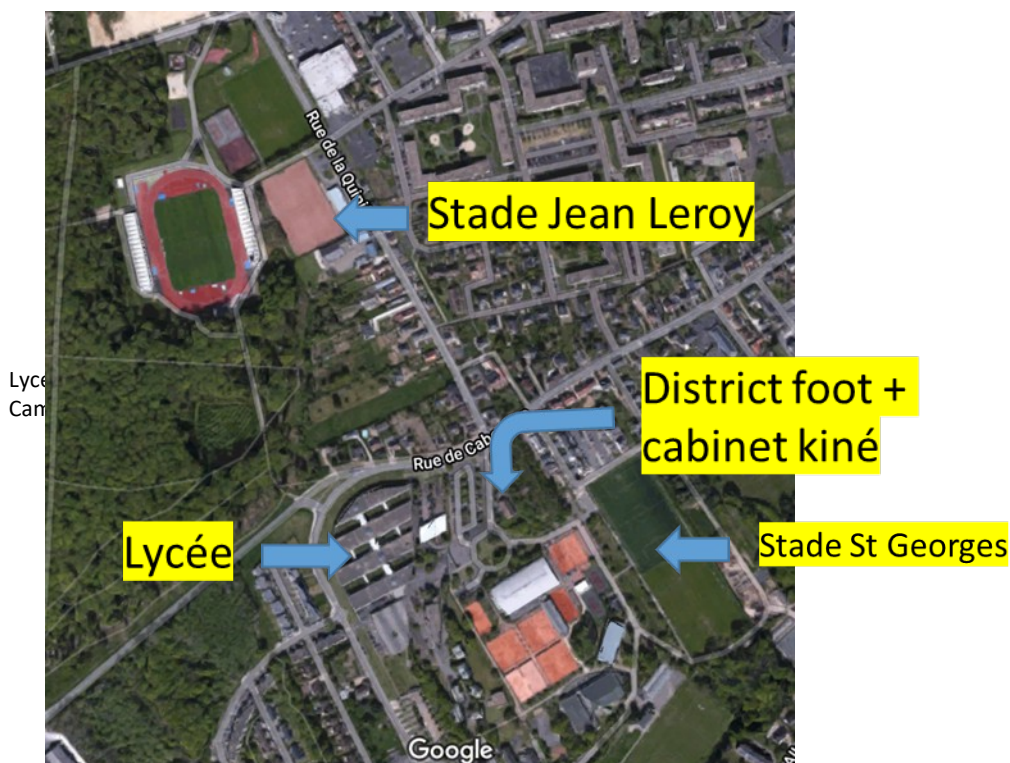 Rue de la Quini
Stade Jean Leroy
Lycé
Cam
District foot +
cabinet kiné
Rue de Cab
Lycée
Stade St Georges
Google